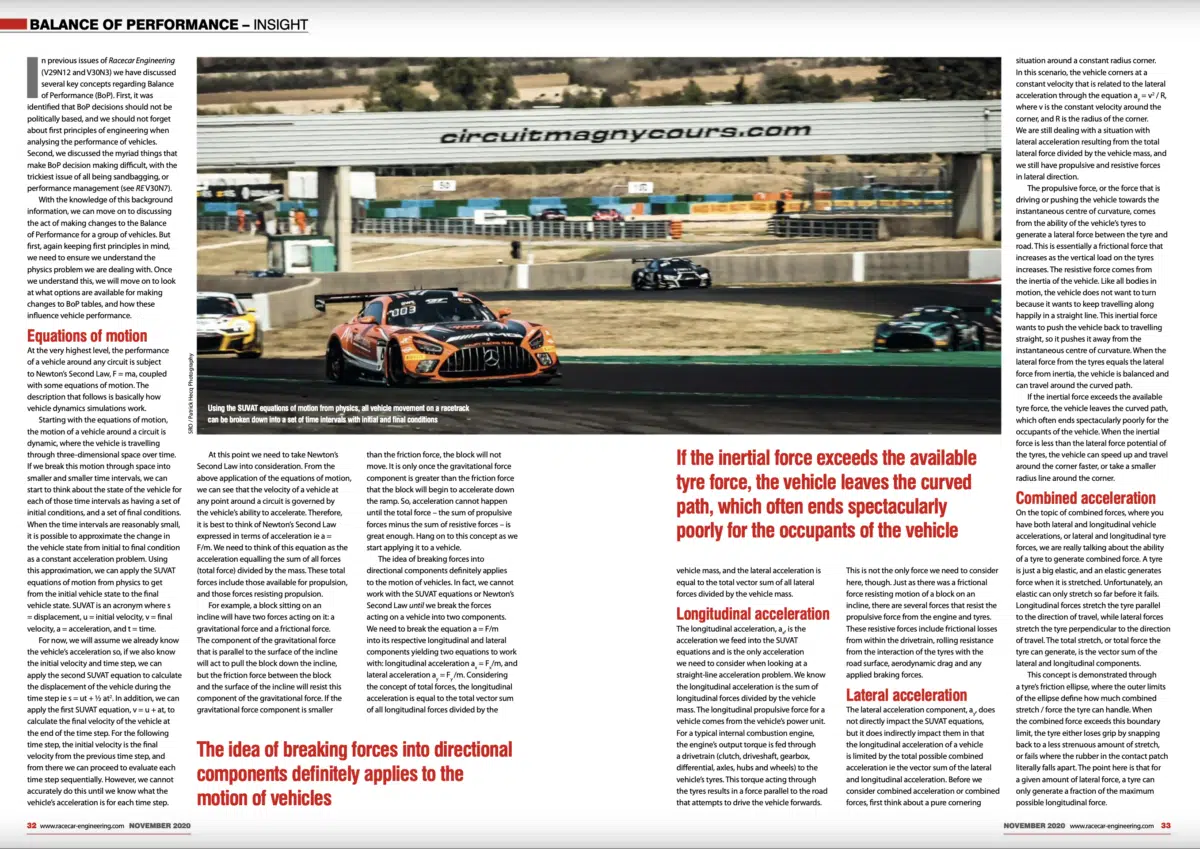 BALANCE OF PERFORMANCE – INSIGHT
In previous issues of Racecar Engineering
(V29N12 and V30N3) we have discussed
several key concepts regarding Balance
of Performance (BoP). First, it was
identified that BoP decisions should not be
politically based, and we should not forget
about first principles of engineering when
analysing the performance of vehicles.
Second, we discussed the myriad things that
make BoP decision making difficult, with the
trickiest issue of all being sandbagging, or
performance management (see RE V30N7).
With the knowledge of this background
information, we can move on to discussing
the act of making changes to the Balance
of Performance for a group of vehicles. But
first, again keeping first principles in mind,
we need to ensure we understand the
physics problem we are dealing with. Once
we understand this, we will move on to look
at what options are available for making
changes to BoP tables, and how these
influence vehicle performance.
Equations of motion
At the very highest level, the performance
of a vehicle around any circuit is subject
to Newton's Second Law, F = ma, coupled
with some equations of motion. The
description that follows is basically how
vehicle dynamics simulations work.
Starting with the equations of motion,
the motion of a vehicle around a circuit is
dynamic, where the vehicle is travelling
through three-dimensional space over time.
If we break this motion through space into
smaller and smaller time intervals, we can
start to think about the state of the vehicle for
each of those time intervals as having a set of
initial conditions, and a set of final conditions.
When the time intervals are reasonably small,
it is possible to approximate the change in
the vehicle state from initial to final condition
as a constant acceleration problem. Using
this approximation, we can apply the SUVAT
equations of motion from physics to get
from the initial vehicle state to the final
vehicle state. SUVAT is an acronym where s
= displacement, u = initial velocity, v = final
velocity, a = acceleration, and t = time.
For now, we will assume we already know
the vehicle's acceleration so, if we also know
the initial velocity and time step, we can
apply the second SUVAT equation to calculate
the displacement of the vehicle during the
time step ie s = ut + ½ at². In addition, we can
apply the first SUVAT equation, v = u + at, to
calculate the final velocity of the vehicle at
the end of the time step. For the following
time step, the initial velocity is the final
velocity from the previous time step, and
from there we can proceed to evaluate each
time step sequentially. However, we cannot
accurately do this until we know what the
vehicle's acceleration is for each time step.
circuitmagnycours.com
AMG
SRO / Patrick Hecq Photography
Using the SUVAT equations of motion from physics, all vehicle movement on a racetrack
can be broken down into a set of time intervals with initial and final conditions
At this point we need to take Newton's
Second Law into consideration. From the
above application of the equations of motion,
we can see that the velocity of a vehicle at
any point around a circuit is governed by
the vehicle's ability to accelerate. Therefore,
it is best to think of Newton's Second Law
expressed in terms of acceleration ie a =
F/m. We need to think of this equation as the
acceleration equalling the sum of all forces
(total force) divided by the mass. These total
forces include those available for propulsion,
and those forces resisting propulsion.
For example, a block sitting on an
incline will have two forces acting on it: a
gravitational force and a frictional force.
The component of the gravitational force
that is parallel to the surface of the incline
will act to pull the block down the incline,
but the friction force between the block
and the surface of the incline will resist this
component of the gravitational force. If the
gravitational force component is smaller
than the friction force, the block will not
move. It is only once the gravitational force
component is greater than the friction force
that the block will begin to accelerate down
the ramp. So, acceleration cannot happen
until the total force – the sum of propulsive
forces minus the sum of resistive forces – is
great enough. Hang on to this concept as we
start applying it to a vehicle.
The idea of breaking forces into
directional components definitely applies
to the motion of vehicles. In fact, we cannot
work with the SUVAT equations or Newton's
Second Law until we break the forces
acting on a vehicle into two components.
We need to break the equation a = F/m
into its respective longitudinal and lateral
components yielding two equations to work
with: longitudinal acceleration aₓ = Fₓ/m, and
lateral acceleration a_y = F_y/m. Considering
the concept of total forces, the longitudinal
acceleration is equal to the total vector sum
of all longitudinal forces divided by the
The idea of breaking forces into directional
components definitely applies to the
motion of vehicles
If the inertial force exceeds the available
tyre force, the vehicle leaves the curved
path, which often ends spectacularly
poorly for the occupants of the vehicle
vehicle mass, and the lateral acceleration is
equal to the total vector sum of all lateral
forces divided by the vehicle mass.
Longitudinal acceleration
The longitudinal acceleration, aₓ, is the
acceleration we feed into the SUVAT
equations and is the only acceleration
we need to consider when looking at a
straight-line acceleration problem. We know
the longitudinal acceleration is the sum of
longitudinal forces divided by the vehicle
mass. The longitudinal propulsive force for a
vehicle comes from the vehicle's power unit.
For a typical internal combustion engine,
the engine's output torque is fed through
a drivetrain (clutch, driveshaft, gearbox,
differential, axles, hubs and wheels) to the
vehicle's tyres. This torque acting through
the tyres results in a force parallel to the road
that attempts to drive the vehicle forwards.
This is not the only force we need to consider
here, though. Just as there was a frictional
force resisting motion of a block on an
incline, there are several forces that resist the
propulsive force from the engine and tyres.
These resistive forces include frictional losses
from within the drivetrain, rolling resistance
from the interaction of the tyres with the
road surface, aerodynamic drag and any
applied braking forces.
Lateral acceleration
The lateral acceleration component, a_y, does
not directly impact the SUVAT equations,
but it does indirectly impact them in that
the longitudinal acceleration of a vehicle
is limited by the total possible combined
acceleration ie the vector sum of the lateral
and longitudinal acceleration. Before we
consider combined acceleration or combined
forces, first think about a pure cornering
situation around a constant radius corner.
In this scenario, the vehicle corners at a
constant velocity that is related to the lateral
acceleration through the equation a_y = v² / R,
where v is the constant velocity around the
corner, and R is the radius of the corner.
We are still dealing with a situation with
lateral acceleration resulting from the total
lateral force divided by the vehicle mass, and
we still have propulsive and resistive forces
in lateral direction.
The propulsive force, or the force that is
driving or pushing the vehicle towards the
instantaneous centre of curvature, comes
from the ability of the vehicle's tyres to
generate a lateral force between the tyre and
road. This is essentially a frictional force that
increases as the vertical load on the tyres
increases. The resistive force comes from
the inertia of the vehicle. Like all bodies in
motion, the vehicle does not want to turn
because it wants to keep travelling along
happily in a straight line. This inertial force
wants to push the vehicle back to travelling
straight, so it pushes it away from the
instantaneous centre of curvature. When the
lateral force from the tyres equals the lateral
force from inertia, the vehicle is balanced and
can travel around the curved path.
If the inertial force exceeds the available
tyre force, the vehicle leaves the curved path,
which often ends spectacularly poorly for the
occupants of the vehicle. When the inertial
force is less than the lateral force potential of
the tyres, the vehicle can speed up and travel
around the corner faster, or take a smaller
radius line around the corner.
Combined acceleration
On the topic of combined forces, where you
have both lateral and longitudinal vehicle
accelerations, or lateral and longitudinal tyre
forces, we are really talking about the ability
of a tyre to generate combined force. A tyre
is just a big elastic, and an elastic generates
force when it is stretched. Unfortunately, an
elastic can only stretch so far before it fails.
Longitudinal forces stretch the tyre parallel
to the direction of travel, while lateral forces
stretch the tyre perpendicular to the direction
of travel. The total stretch, or total force the
tyre can generate, is the vector sum of the
lateral and longitudinal components.
This concept is demonstrated through
a tyre's friction ellipse, where the outer limits
of the ellipse define how much combined
stretch / force the tyre can handle. When
the combined force exceeds this boundary
limit, the tyre either loses grip by snapping
back to a less strenuous amount of stretch,
or fails where the rubber in the contact patch
literally falls apart. The point here is that for
a given amount of lateral force, a tyre can
only generate a fraction of the maximum
possible longitudinal force.
32 www.racecar-engineering.com NOVEMBER 2020
NOVEMBER 2020 www.racecar-engineering.com 33